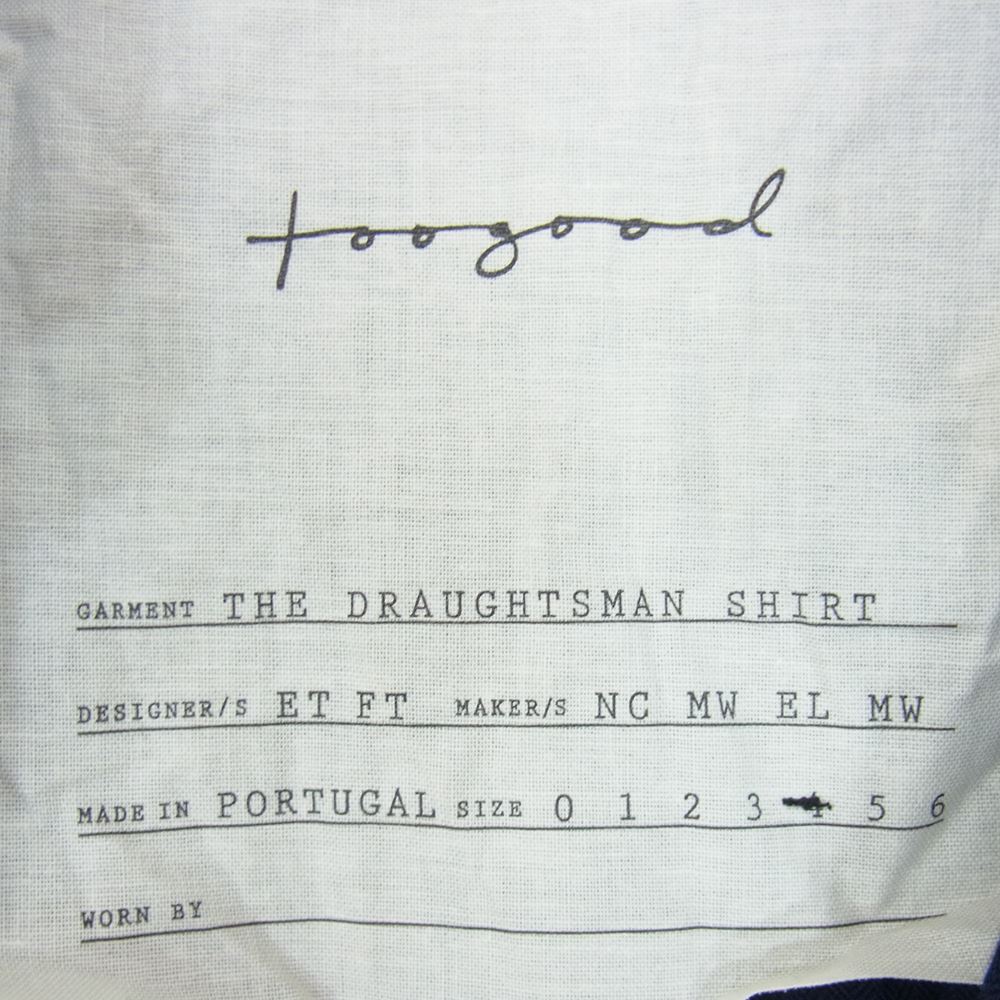 toogood
GARMENT THE DRAUGHTSMAN SHIRT
DESIGNER/S ET FT MAKER/S NC MW EL MW
MADE IN PORTUGAL SIZE 0 1 2 3 4 5 6
WORN BY